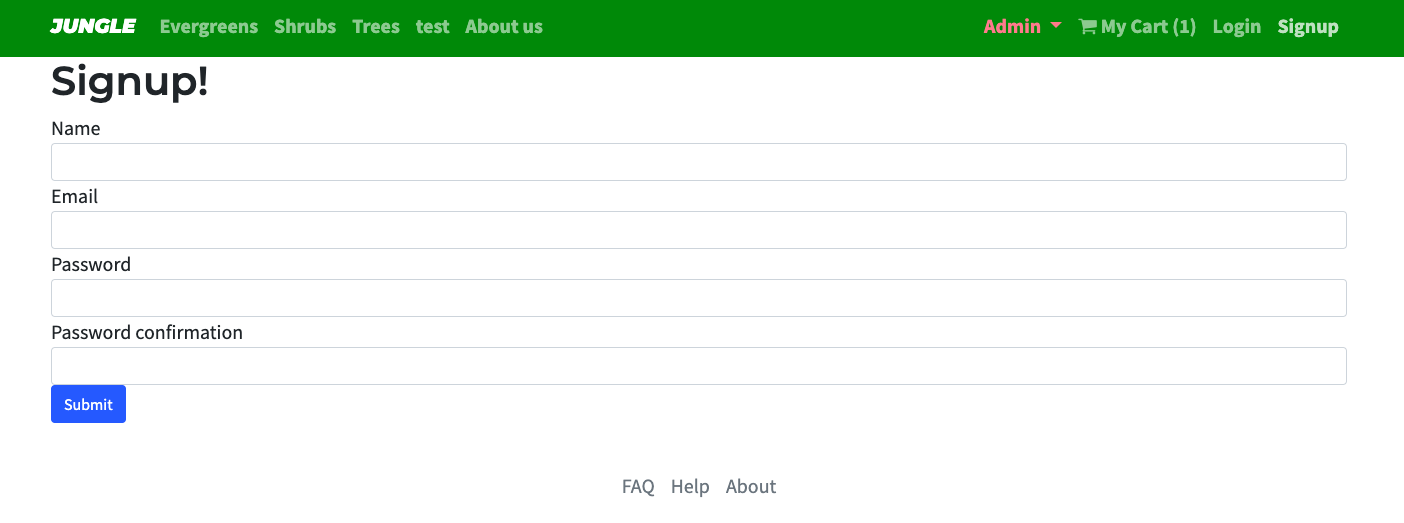 JUNGLE Evergreens Shrubs Trees test About us Admin My Cart (1) Login Signup
Signup!
Name
Email
Password
Password confirmation
Submit
FAQ Help About